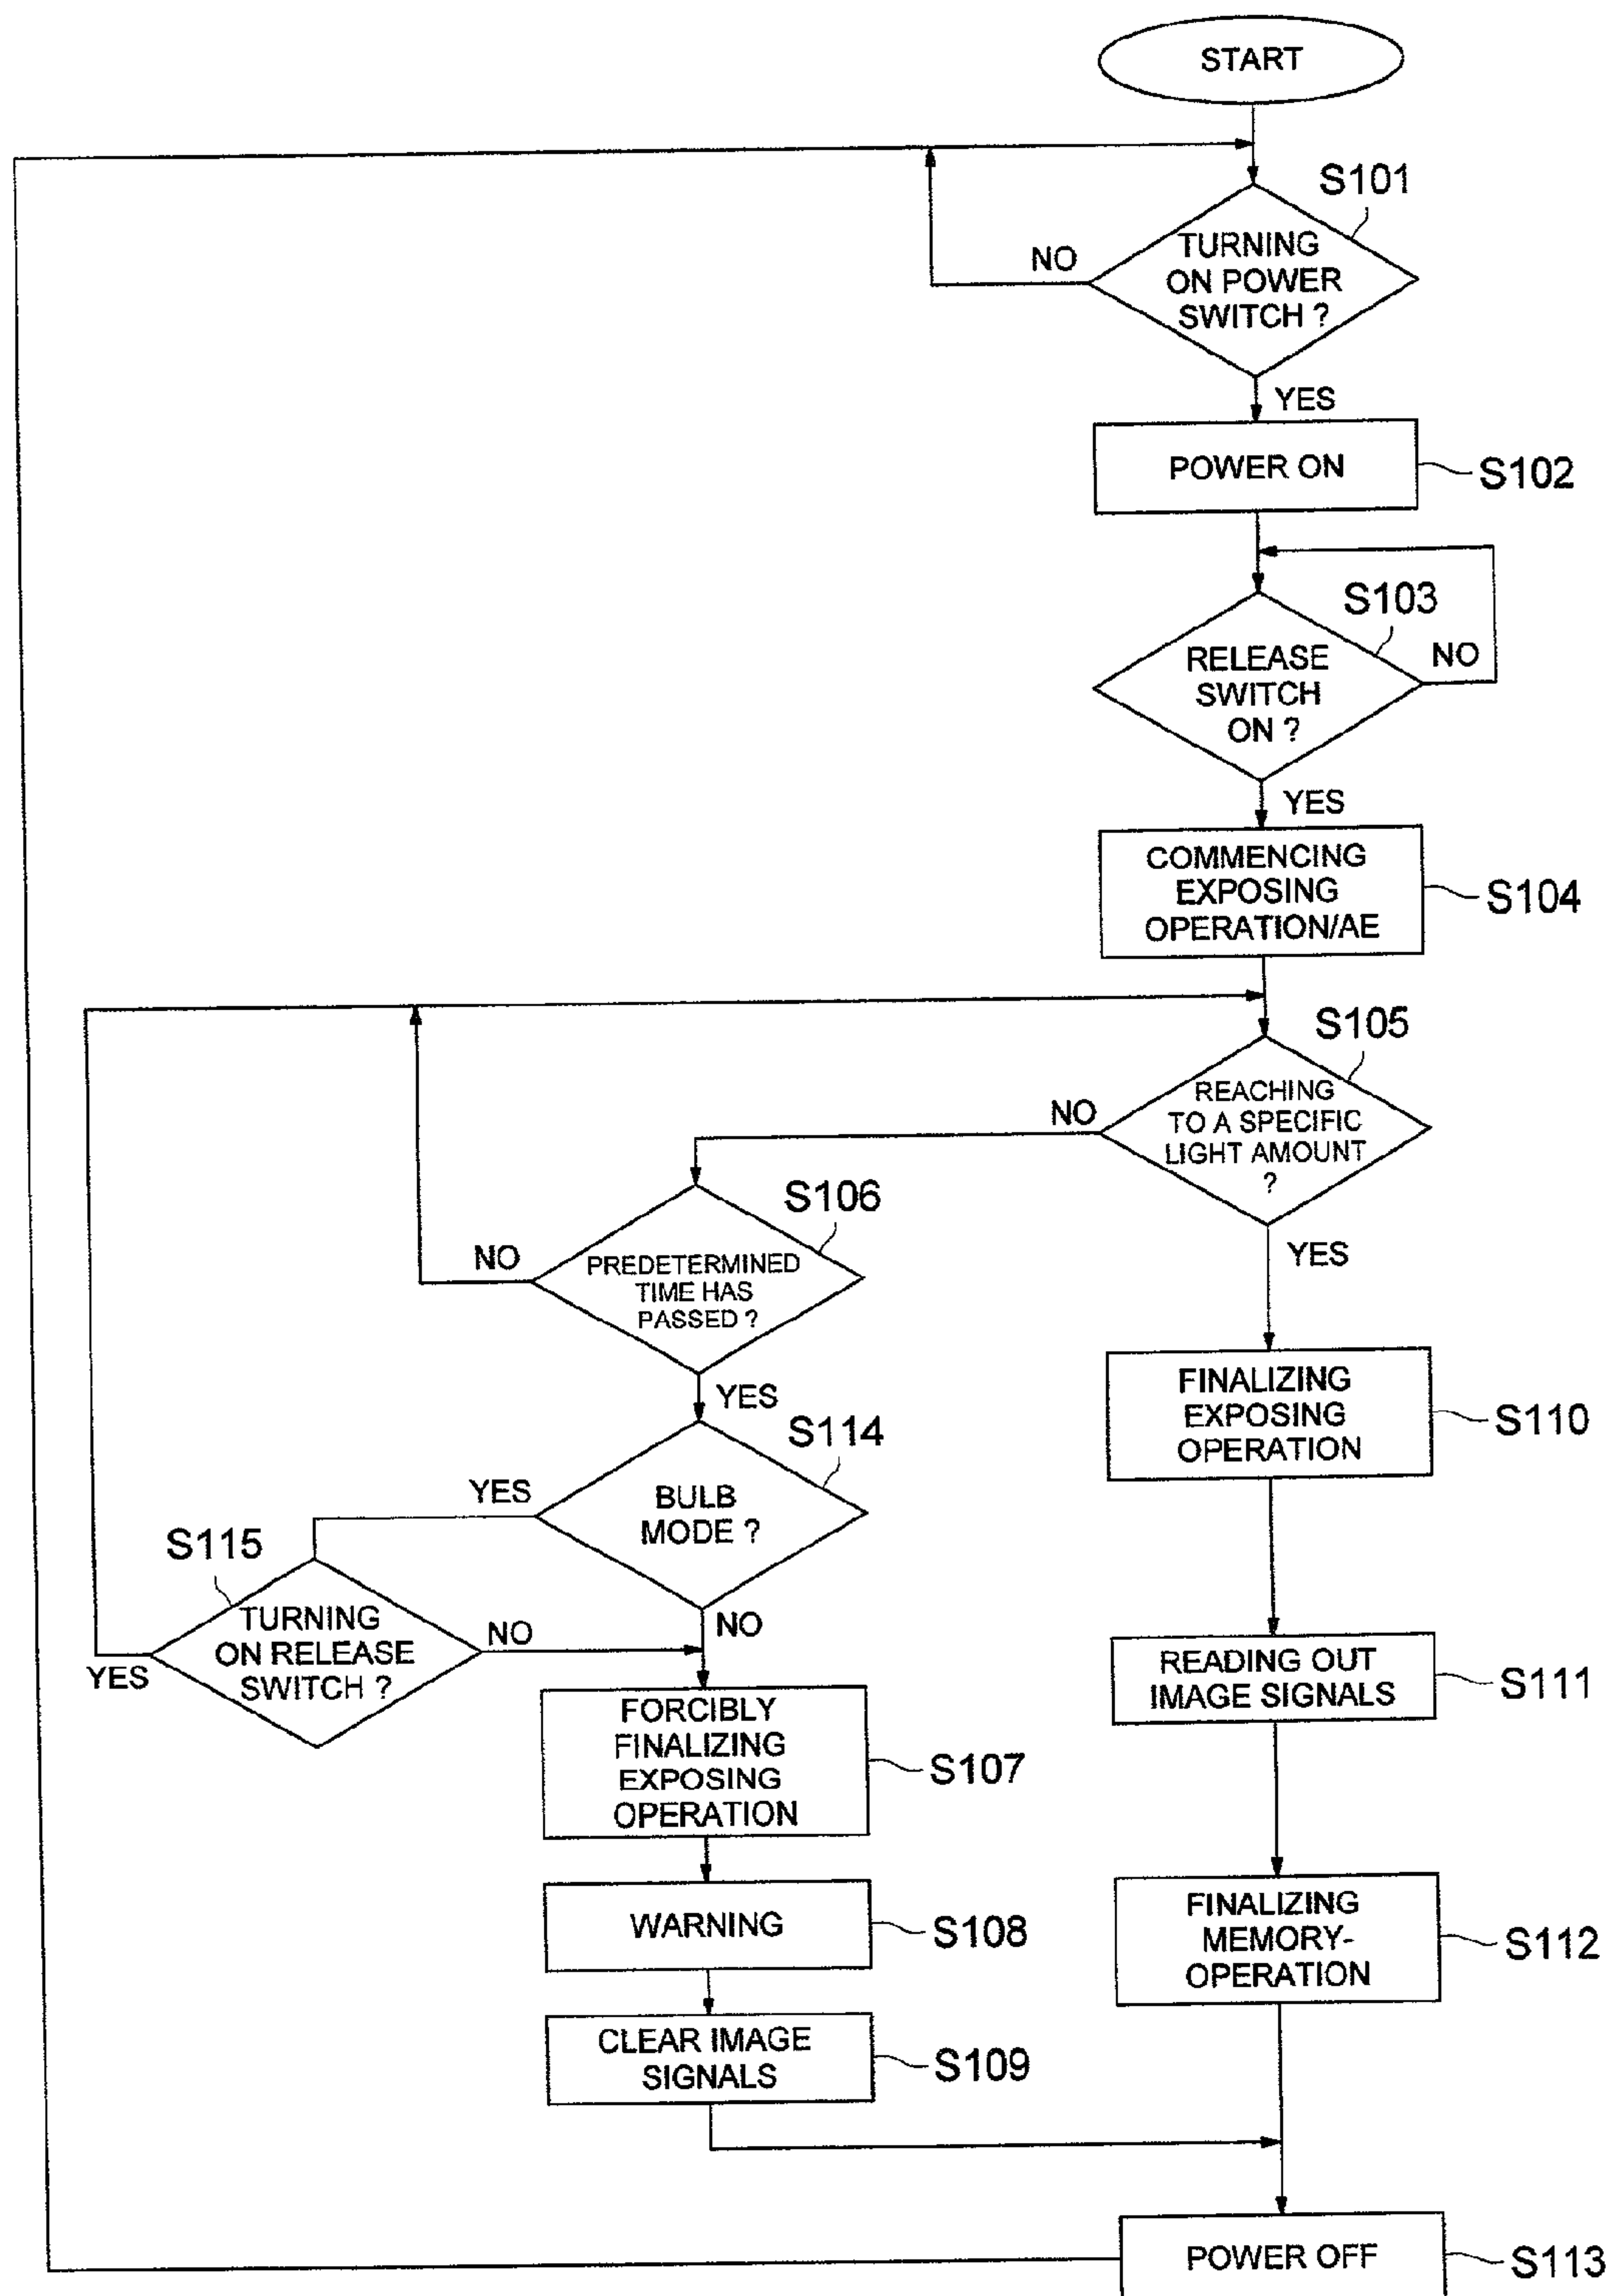 START
S101
TURNING
ON POWER
SWITCH ?
NO
YES
POWER ON
S102
S103
RELEASE
SWITCH
ON ?
NO
YES
COMMENCING
EXPOSING
OPERATION/AE
S104
S105
REACHING
TO A SPECIFIC
LIGHT AMOUNT
?
NO
YES
S106
PREDETERMINED
TIME HAS
PASSED ?
NO
YES
S114
BULB
MODE ?
YES
NO
S115
TURNING
ON RELEASE
SWITCH ?
YES
NO
FORCIBLY
FINALIZING
EXPOSING
OPERATION
S107
WARNING
S108
CLEAR IMAGE
SIGNALS
S109
FINALIZING
EXPOSING
OPERATION
S110
READING OUT
IMAGE SIGNALS
S111
FINALIZING
MEMORY-
OPERATION
S112
POWER OFF
S113